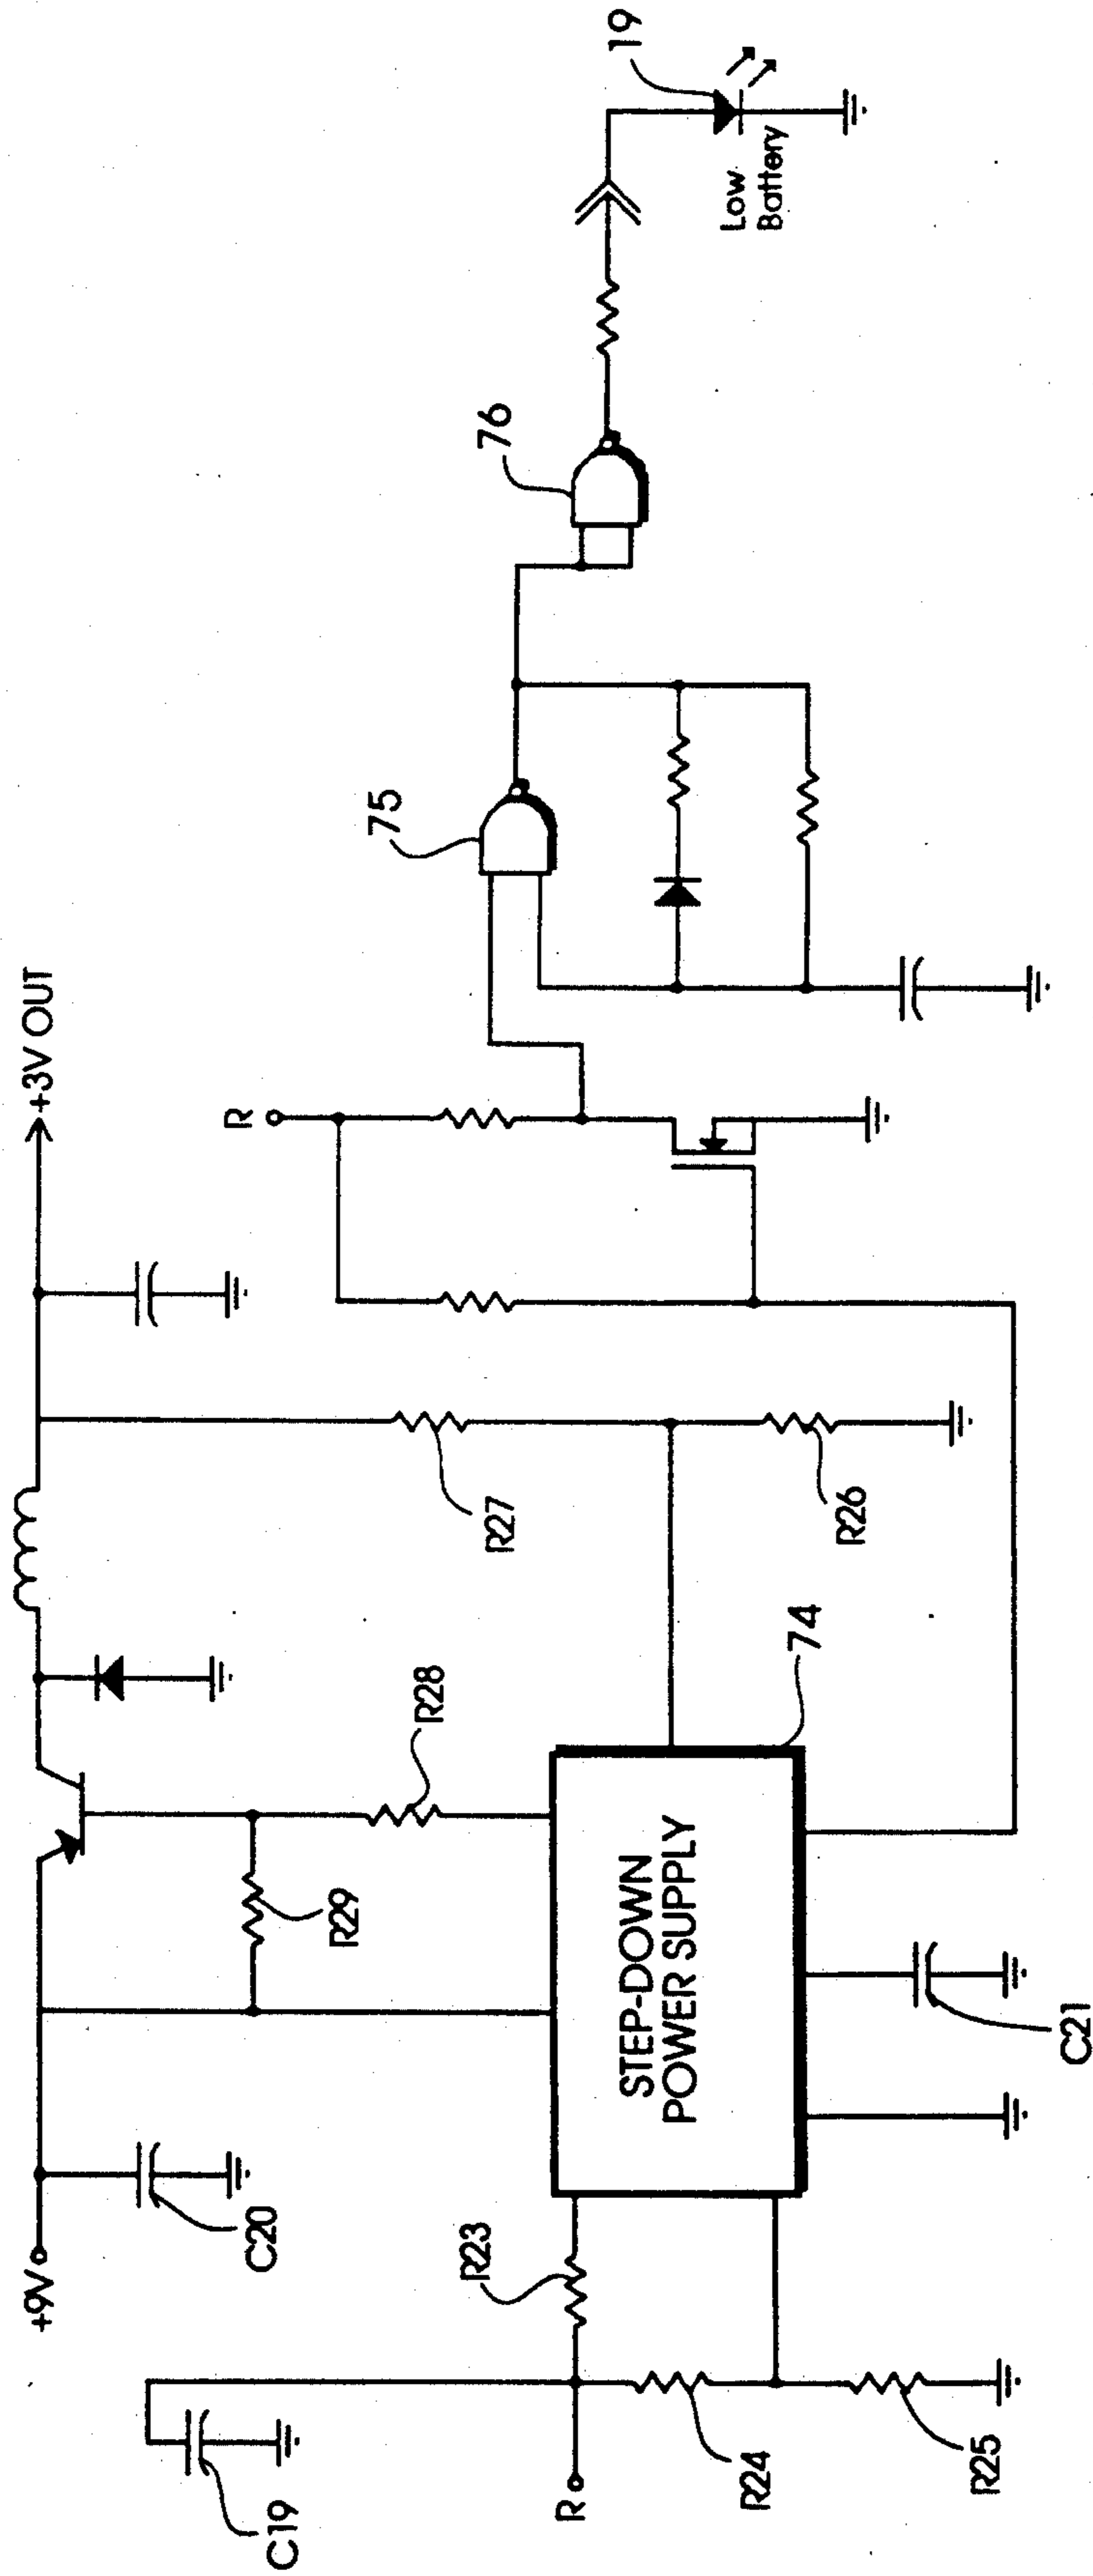 +9V
+3V OUT
C20
C19
R29
R28
R27
R
R23
R
R24
R25
STEP-DOWN
POWER SUPPLY
74
R26
C21
75
76
19
Low
Battery